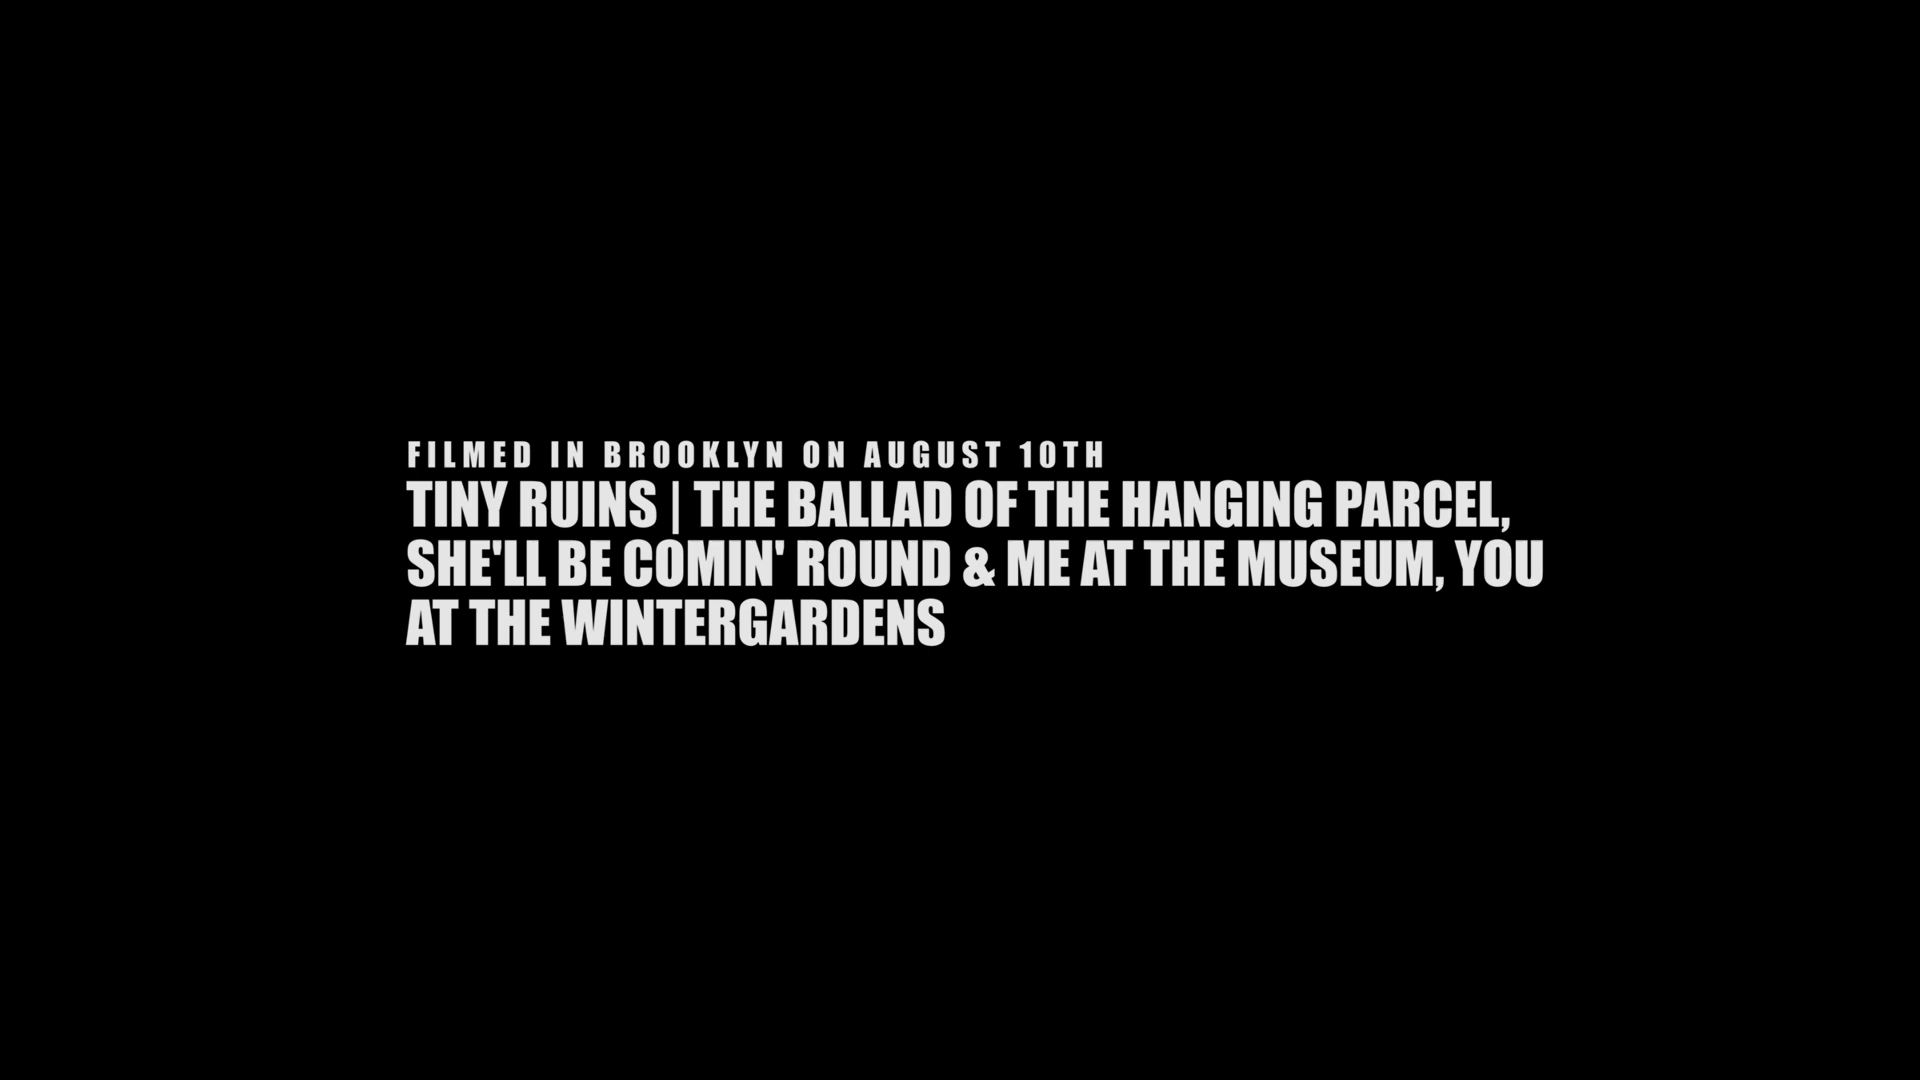 FILMED IN BROOKLYN ON AUGUST 10TH
TINY RUINS | THE BALLAD OF THE HANGING PARCEL,
SHE'LL BE COMIN' ROUND & ME AT THE MUSEUM, YOU
AT THE WINTERGARDENS